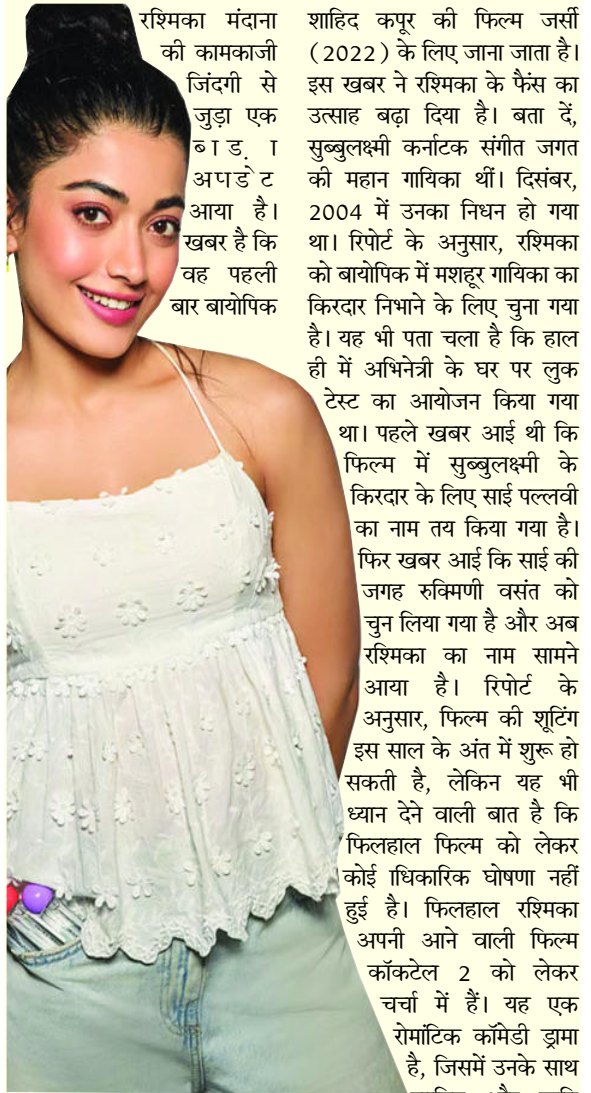 रश्मिका मंदाना
की कामकाजी
जिंदगी से
जुड़ा एक
बाड़ा
अपडेट
आया है।
खबर है कि
वह पहली
बार बायोपिक
शाहिद कपूर की फिल्म जर्सी
(2022) के लिए जाना जाता है।
इस खबर ने रश्मिका के फैंस का
उत्साह बढ़ा दिया है। बता दें,
सुब्बुलक्ष्मी कर्नाटक संगीत जगत
की महान गायिका थीं। दिसंबर,
2004 में उनका निधन हो गया
था। रिपोर्ट के अनुसार, रश्मिका
को बायोपिक में मशहूर गायिका का
किरदार निभाने के लिए चुना गया
है। यह भी पता चला है कि हाल
ही में अभिनेत्री के घर पर लुक
टेस्ट का आयोजन किया गया
था। पहले खबर आई थी कि
फिल्म में सुब्बुलक्ष्मी के
किरदार के लिए साई पल्लवी
का नाम तय किया गया है।
फिर खबर आई कि साई की
जगह रुक्मिणी वसंत को
चुन लिया गया है और अब
रश्मिका का नाम सामने
आया है। रिपोर्ट के
अनुसार, फिल्म की शूटिंग
इस साल के अंत में शुरू हो
सकती है, लेकिन यह भी
ध्यान देने वाली बात है कि
फिलहाल फिल्म को लेकर
कोई ाधिकारिक घोषणा नहीं
हुई है। फिलहाल रश्मिका
अपनी आने वाली फिल्म
कॉकटेल 2 को लेकर
चर्चा में हैं। यह एक
रोमांटिक कॉमेडी ड्रामा
है, जिसमें उनके साथ